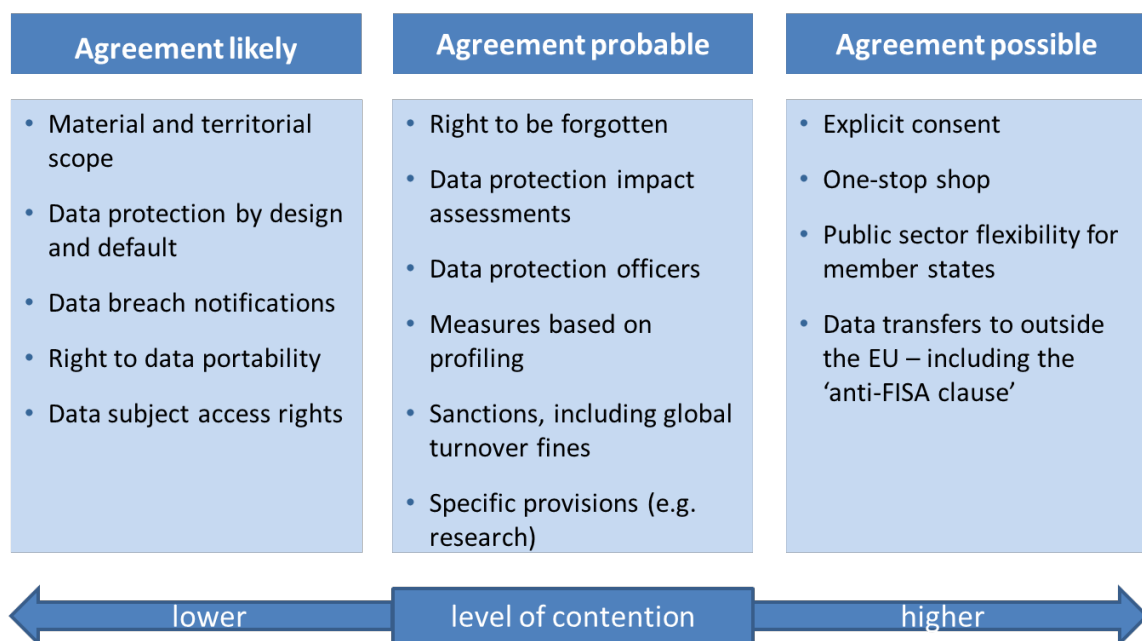 Agreement likely
• Material and territorial
scope
• Data protection by design
and default
• Data breach notifications
• Right to data portability
• Data subject access rights
Agreement probable
• Right to be forgotten
• Data protection impact
assessments
• Data protection officers
• Measures based on
profiling
• Sanctions, including global
turnover fines
• Specific provisions (e.g.
research)
Agreement possible
• Explicit consent
• One-stop shop
• Public sector flexibility for
member states
• Data transfers to outside
the EU – including the
‘anti-FISA clause’
lower
level of contention
higher